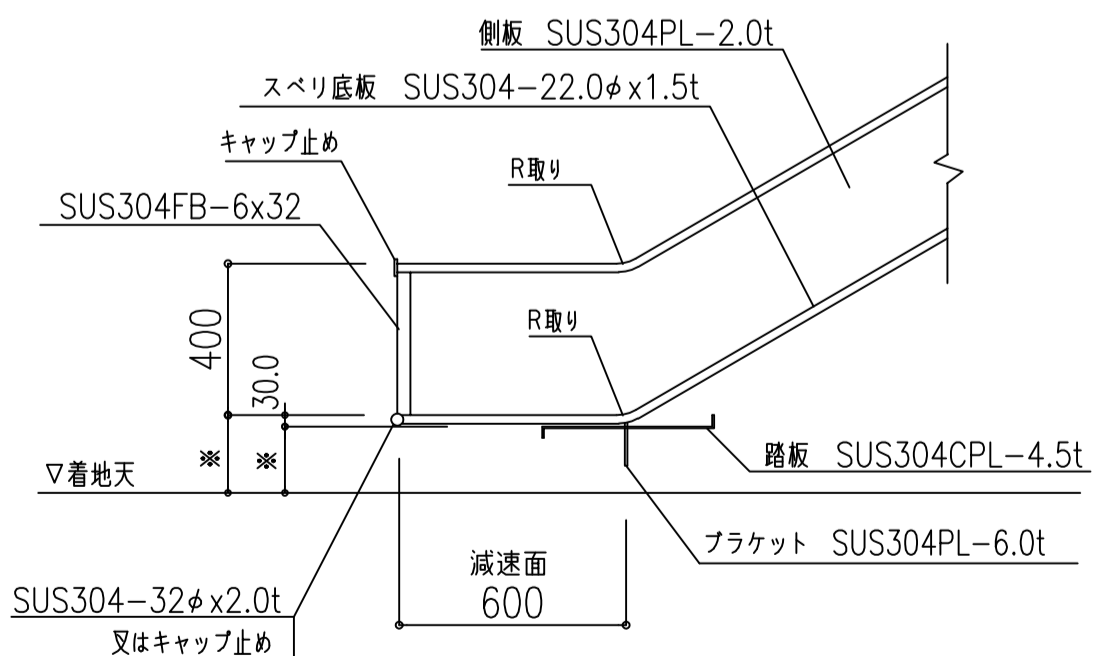 側板 SUS304PL-2.0t
スベリ底板 SUS304-22.0φx1.5t
キャップ止め
R取り
SUS304FB-6x32
R取り
400
30.0
※
※
▽着地天
踏板 SUS304CPL-4.5t
ブラケット SUS304PL-6.0t
減速面
600
SUS304-32φx2.0t
又はキャップ止め